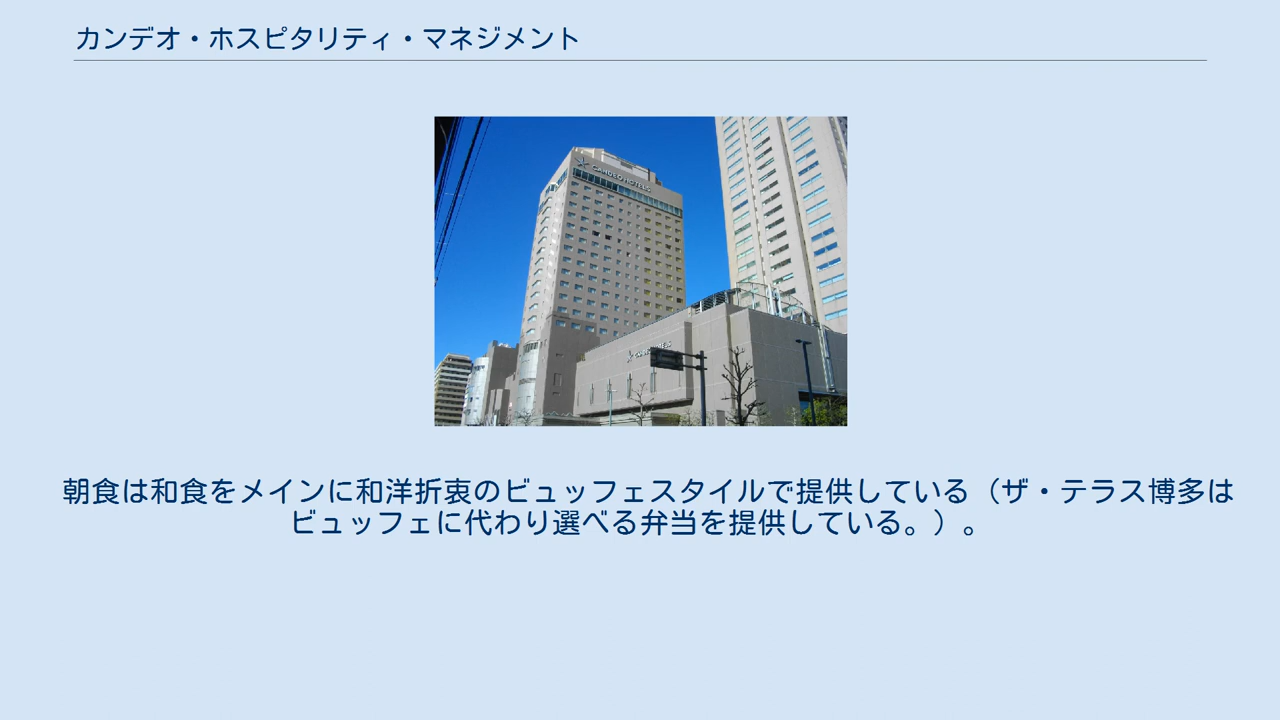 カンデオ・ホスピタリティ・マネジメント
CANDEO HOTELS
朝食は和食をメインに和洋折衷のビュッフェスタイルで提供している（ザ・テラス博多は
ビュッフェに代わり選べる弁当を提供している。）。